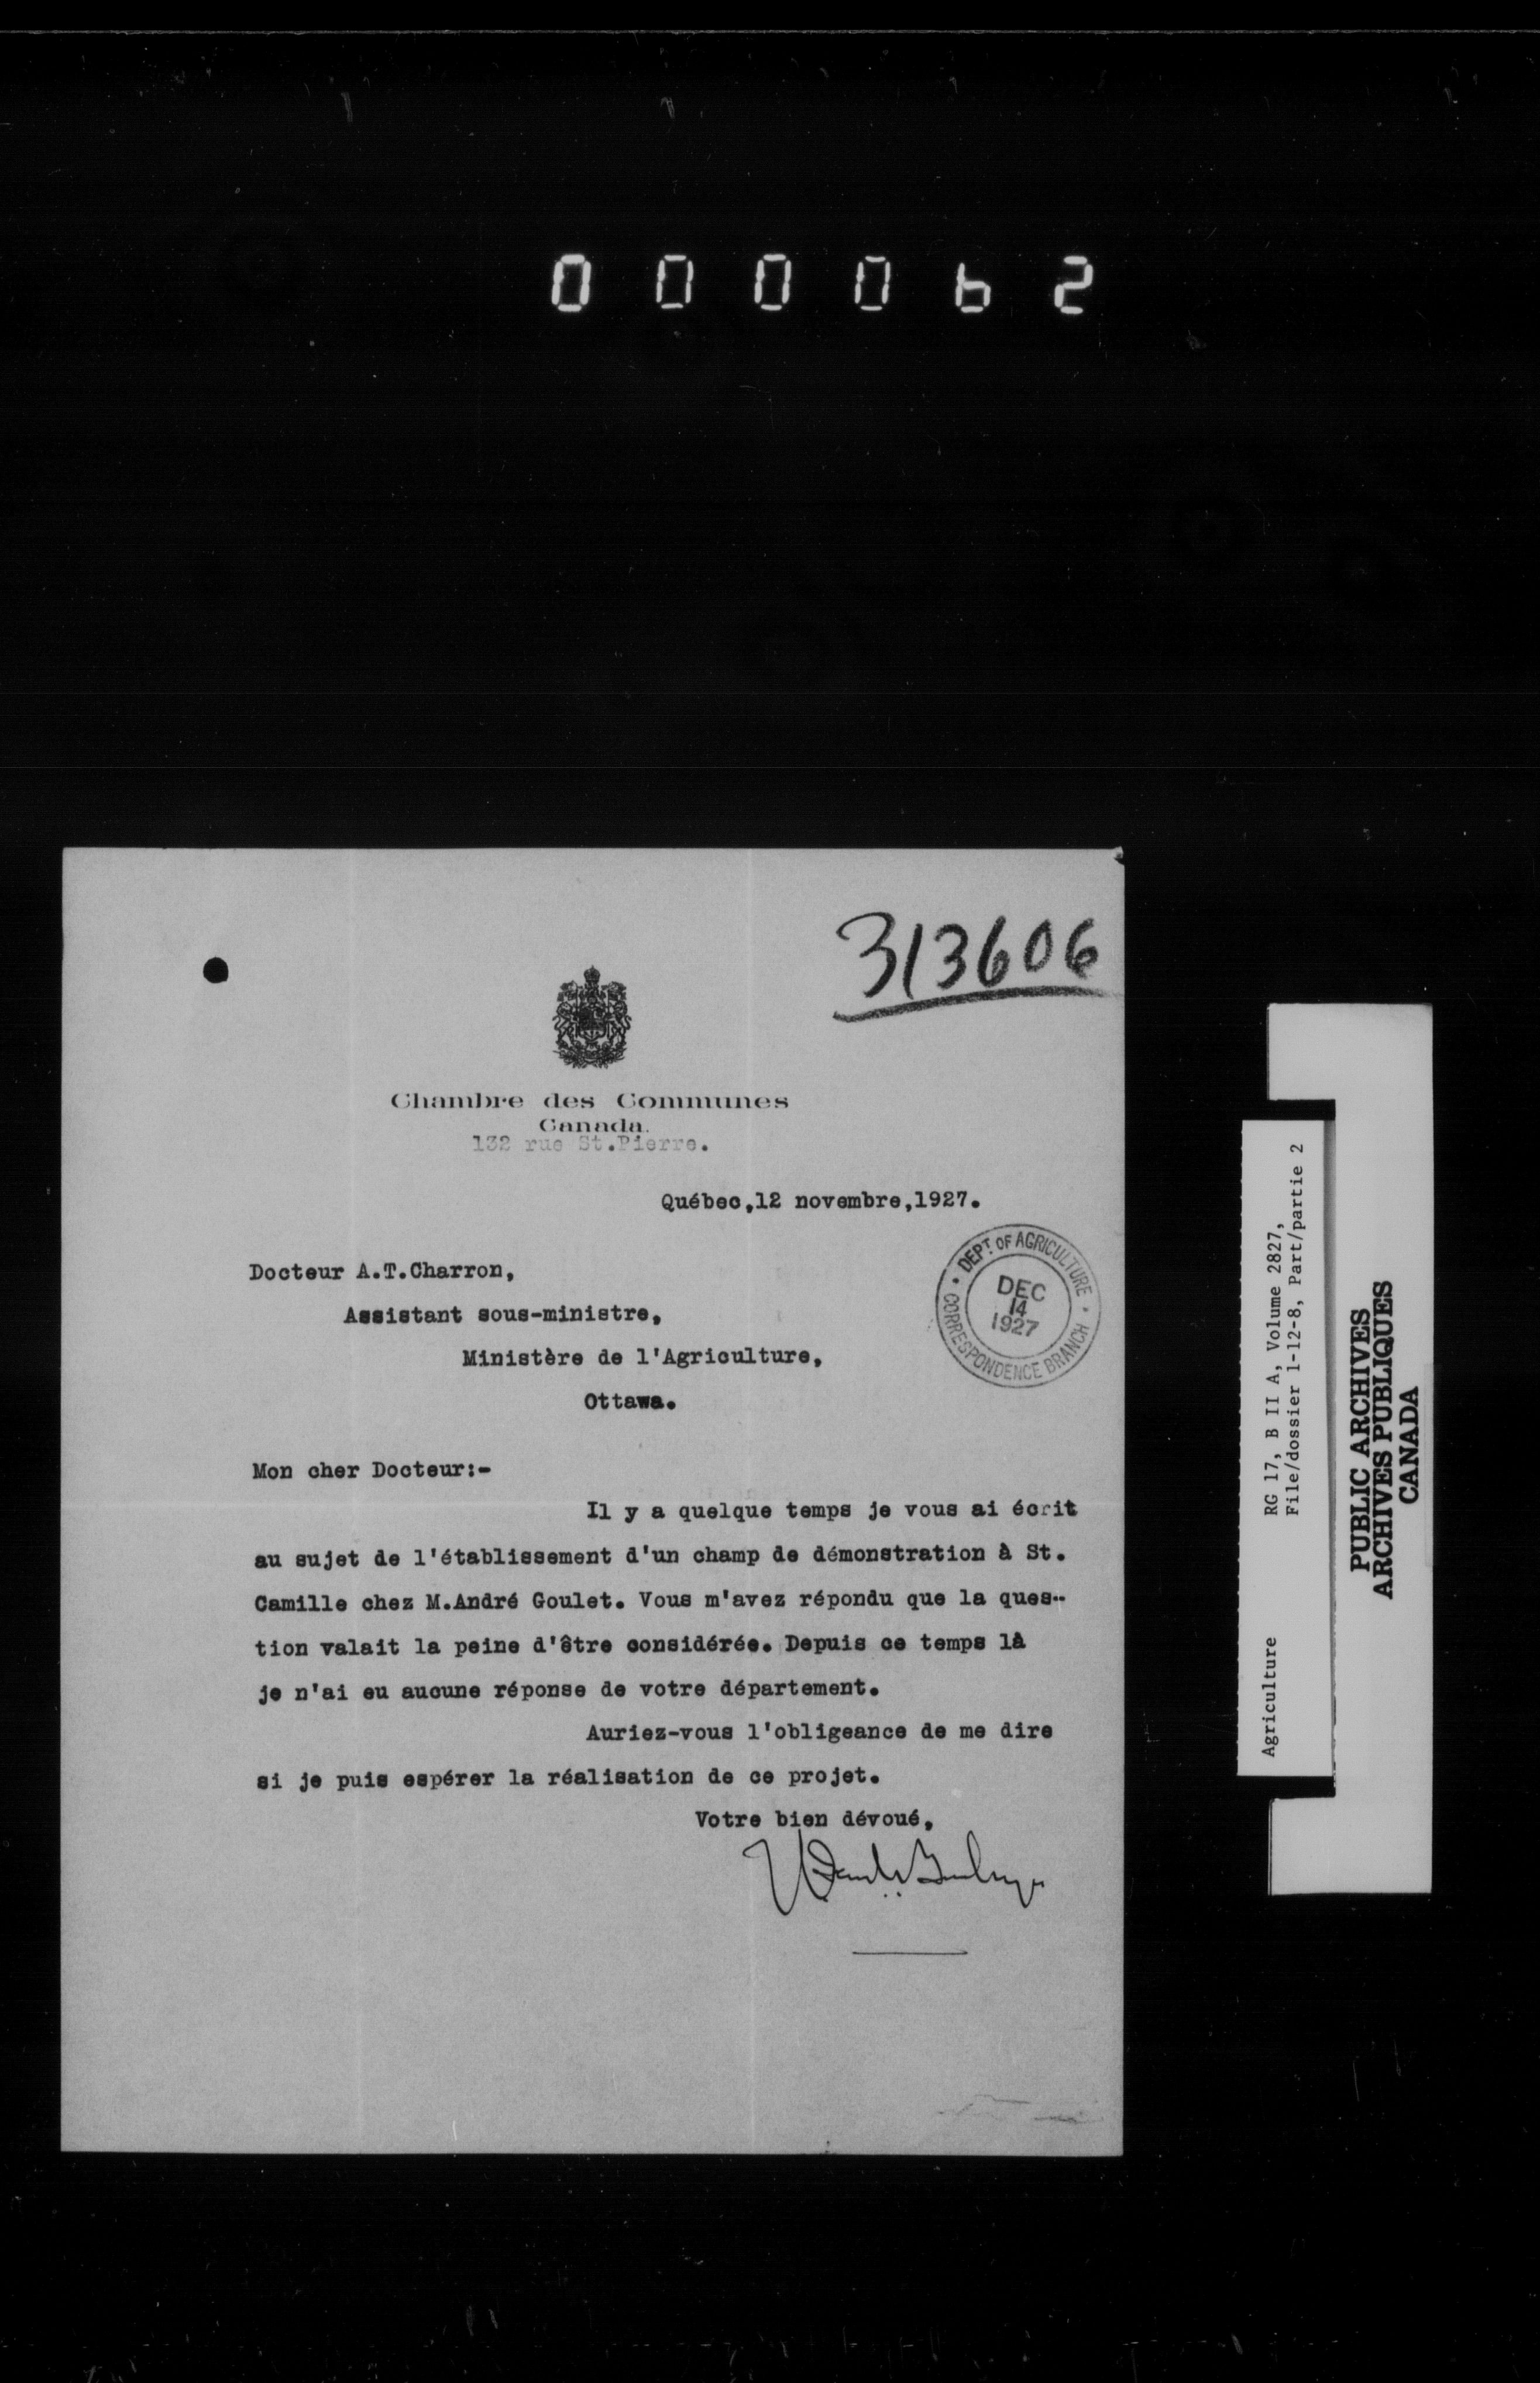 000062
313606
Chambre des Communes
Canada.
132 rue St.Pierre.
Québec,12 novembre,1927.
DEPT. OF AGRICULTURE
DEC
14
1927
CORRESPONDENCE BRANCH
Docteur A.T.Charron,
Assistant sous-ministre,
Ministère de l'Agriculture,
Ottawa.
Mon cher Docteur:-
Il y a quelque temps je vous ai écrit
au sujet de l'établissement d'un champ de démonstration à St.
Camille chez M.André Goulet. Vous m'avez répondu que la ques-
tion valait la peine d'être considérée. Depuis ce temps là
je n'ai eu aucune réponse de votre département.
Auriez-vous l'obligeance de me dire
si je puis espérer la réalisation de ce projet.
Votre bien dévoué,
Agriculture RG 17, B II A, Volume 2827,
File/dossier 1-12-8, Part/partie 2
PUBLIC ARCHIVES
ARCHIVES PUBLIQUES
CANADA